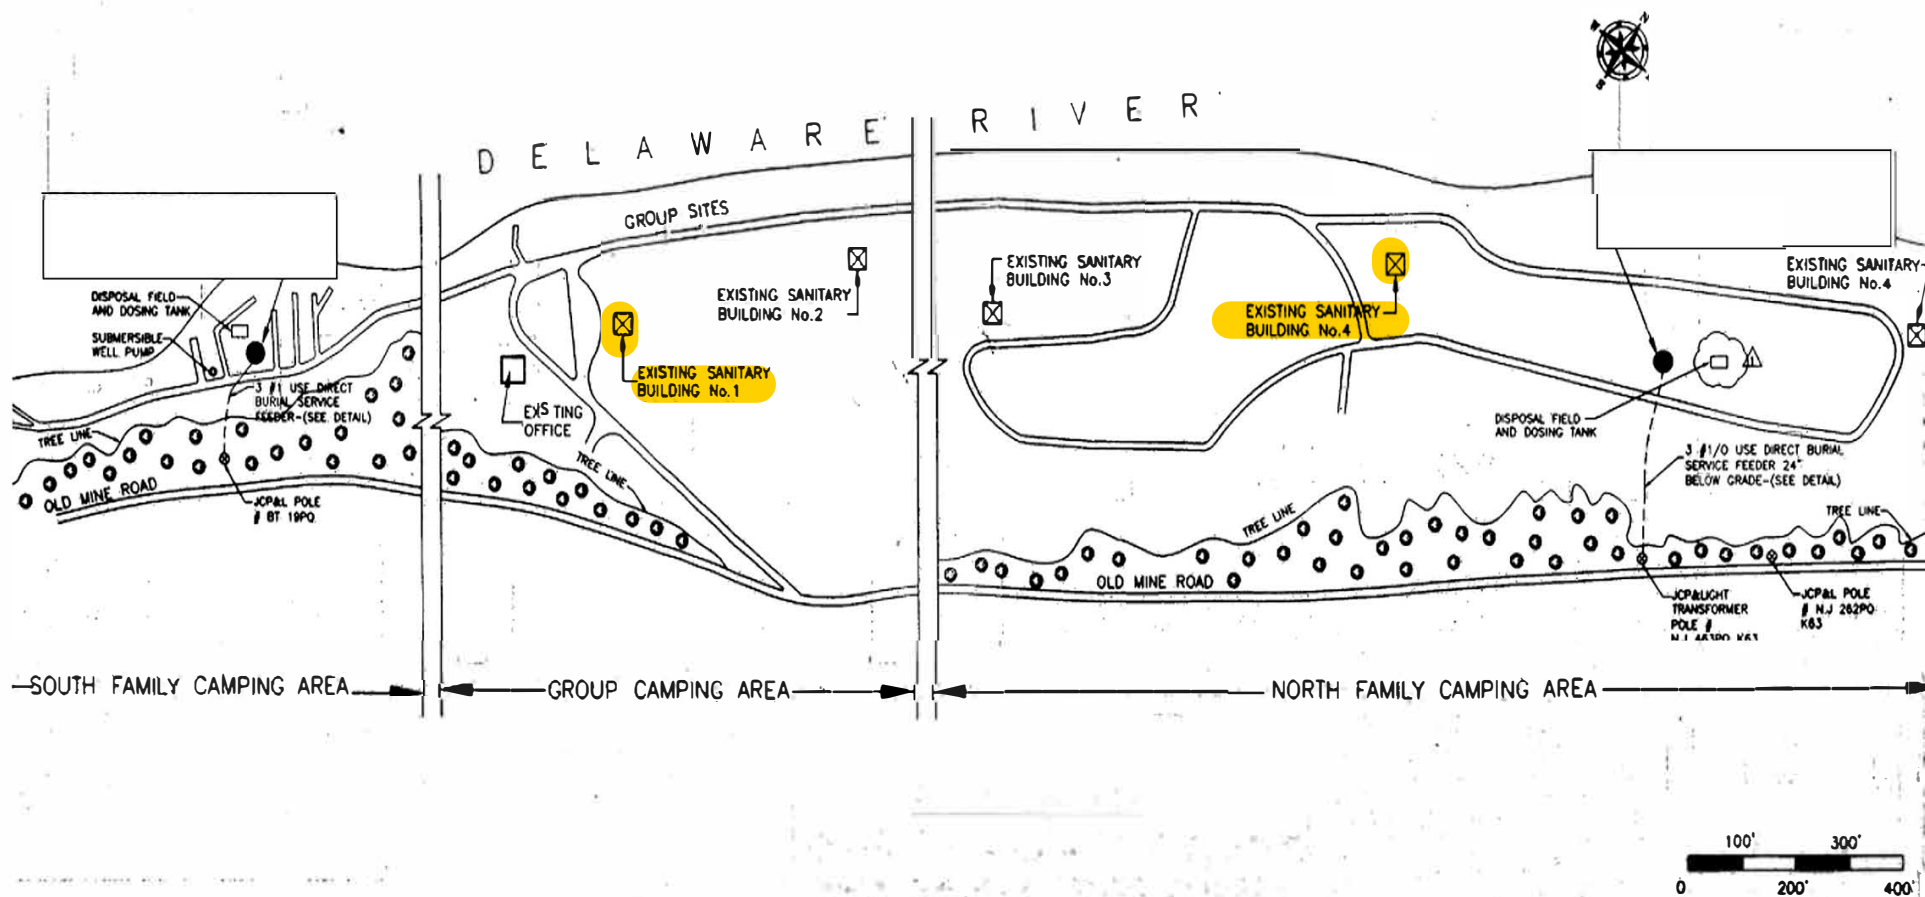 N
W
S
DELAWARE RIVER
GROUP SITES
DISPOSAL FIELD
AND DOSING TANK
SUBMERSIBLE
WELL PUMP
3 #1 USE DIRECT
BURIAL SERVICE
FEEDER-(SEE DETAIL)
TREE LINE
OLD MINE ROAD
JCP&L POLE
# BT 19PQ
EXISTING
OFFICE
EXISTING SANITARY
BUILDING No.1
EXISTING SANITARY
BUILDING No.2
TREE LINE
EXISTING SANITARY
BUILDING No.3
EXISTING SANITARY
BUILDING No.4
EXISTING SANITARY
BUILDING No.4
DISPOSAL FIELD
AND DOSING TANK
3 #1/0 USE DIRECT BURIAL
SERVICE FEEDER 24"
BELOW GRADE-(SEE DETAIL)
TREE LINE
TREE LINE
OLD MINE ROAD
JCP&LIGHT
TRANSFORMER
POLE #
JCP&L POLE
# N.J 262PQ
K63
SOUTH FAMILY CAMPING AREA
GROUP CAMPING AREA
NORTH FAMILY CAMPING AREA
100' 300'
0 200' 400'